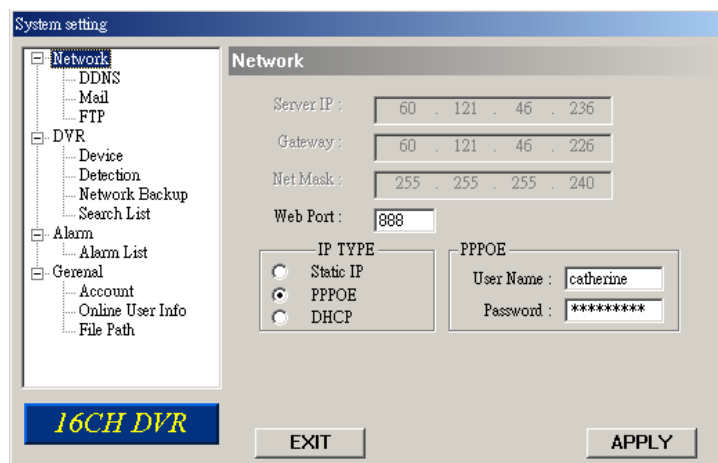 System setting
Network
DDNS
Mail
FTP
DVR
Device
Detection
Network Backup
Search List
Alarm
Alarm List
Gerenal
Account
Online User Info
File Path
16CH DVR
Network
Server IP : 60 . 121 . 46 . 236
Gateway : 60 . 121 . 46 . 226
Net Mask : 255 . 255 . 255 . 240
Web Port : 888
IP TYPE
Static IP
PPPOE
DHCP
PPPOE
User Name : catherine
Password : *********
EXIT
APPLY